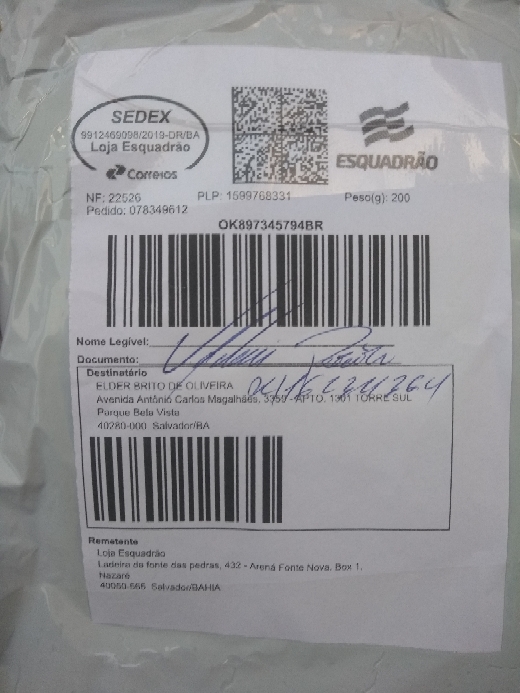 SEDEX
9912469098/2019-DR/BA
Loja Esquadrão
Correios
ESQUADRÃO
NF: 22526 PLP: 1599768331 Peso(g): 200
Pedido: 078349612
OK897345794BR
Nome Legível:
Documento:
Destinatário
ELDER BRITO DE OLIVEIRA
Avenida Antônio Carlos Magalhães, 3359 - APTO. 1301 TORRE SUL
Parque Bela Vista
40280-000 Salvador/BA
Remetente
Loja Esquadrão
Ladeira da fonte das pedras, 432 - Arena Fonte Nova, Box 1,
Nazaré
40050-565 Salvador/BAHIA